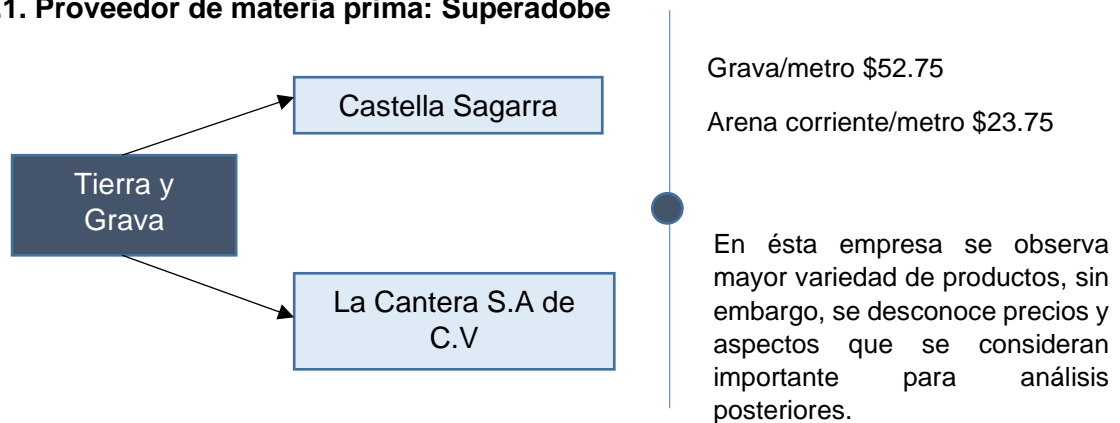 .1. Proveedor de materia prima: Superadobe
Castella Sagarra
Tierra y
Grava
La Cantera S.A de
C.V
Grava/metro $52.75
Arena corriente/metro $23.75
En ésta empresa se observa
mayor variedad de productos, sin
embargo, se desconoce precios y
aspectos que se consideran
importante para análisis
posteriores.